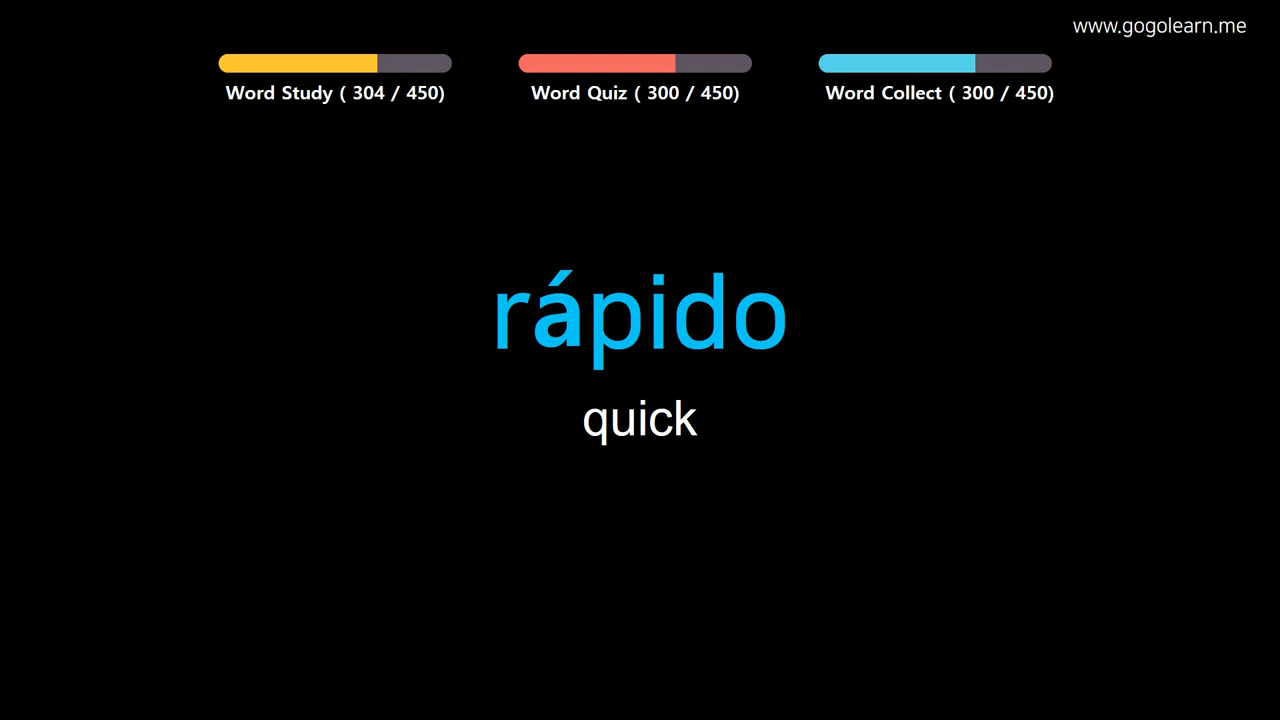 www.gogolearn.me
Word Study ( 304 / 450)
Word Quiz ( 300 / 450)
Word Collect ( 300 / 450)
rápido
quick